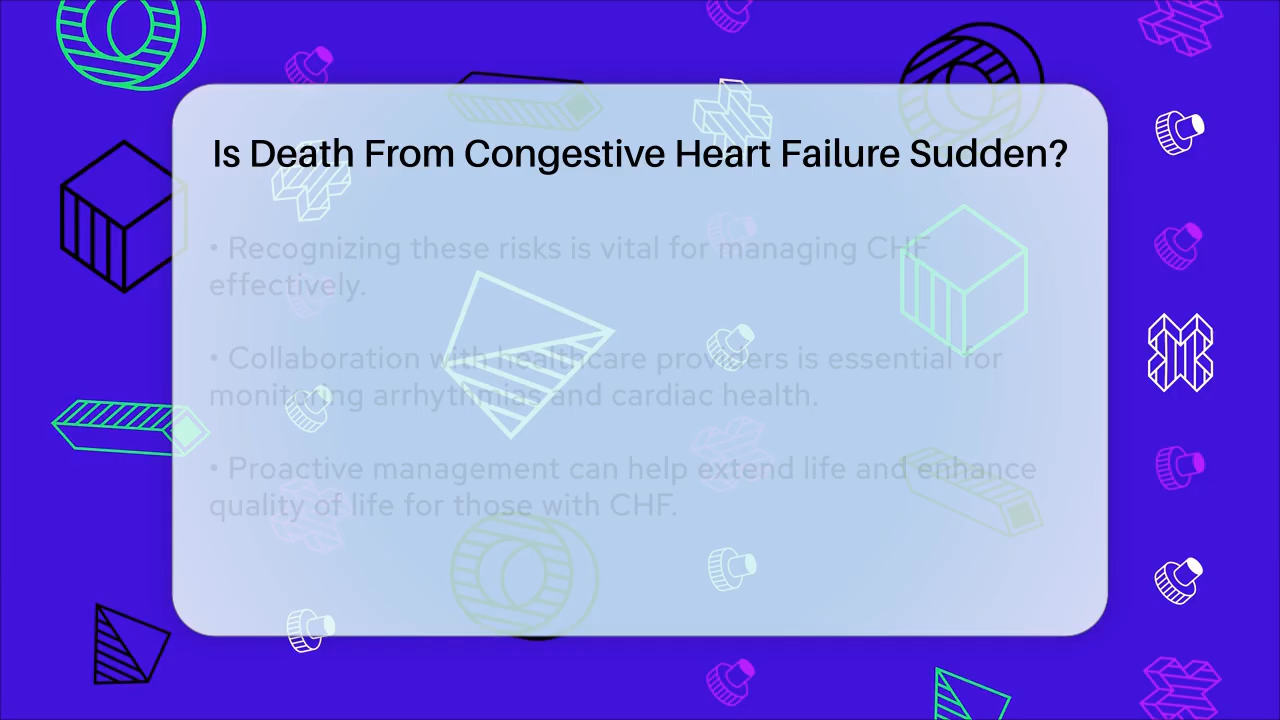 Is Death From Congestive Heart Failure Sudden?
• Recognizing these risks is vital for managing CHF
effectively.
• Collaboration with healthcare providers is essential for
monitoring arrhythmias and cardiac health.
• Proactive management can help extend life and enhance
quality of life for those with CHF.